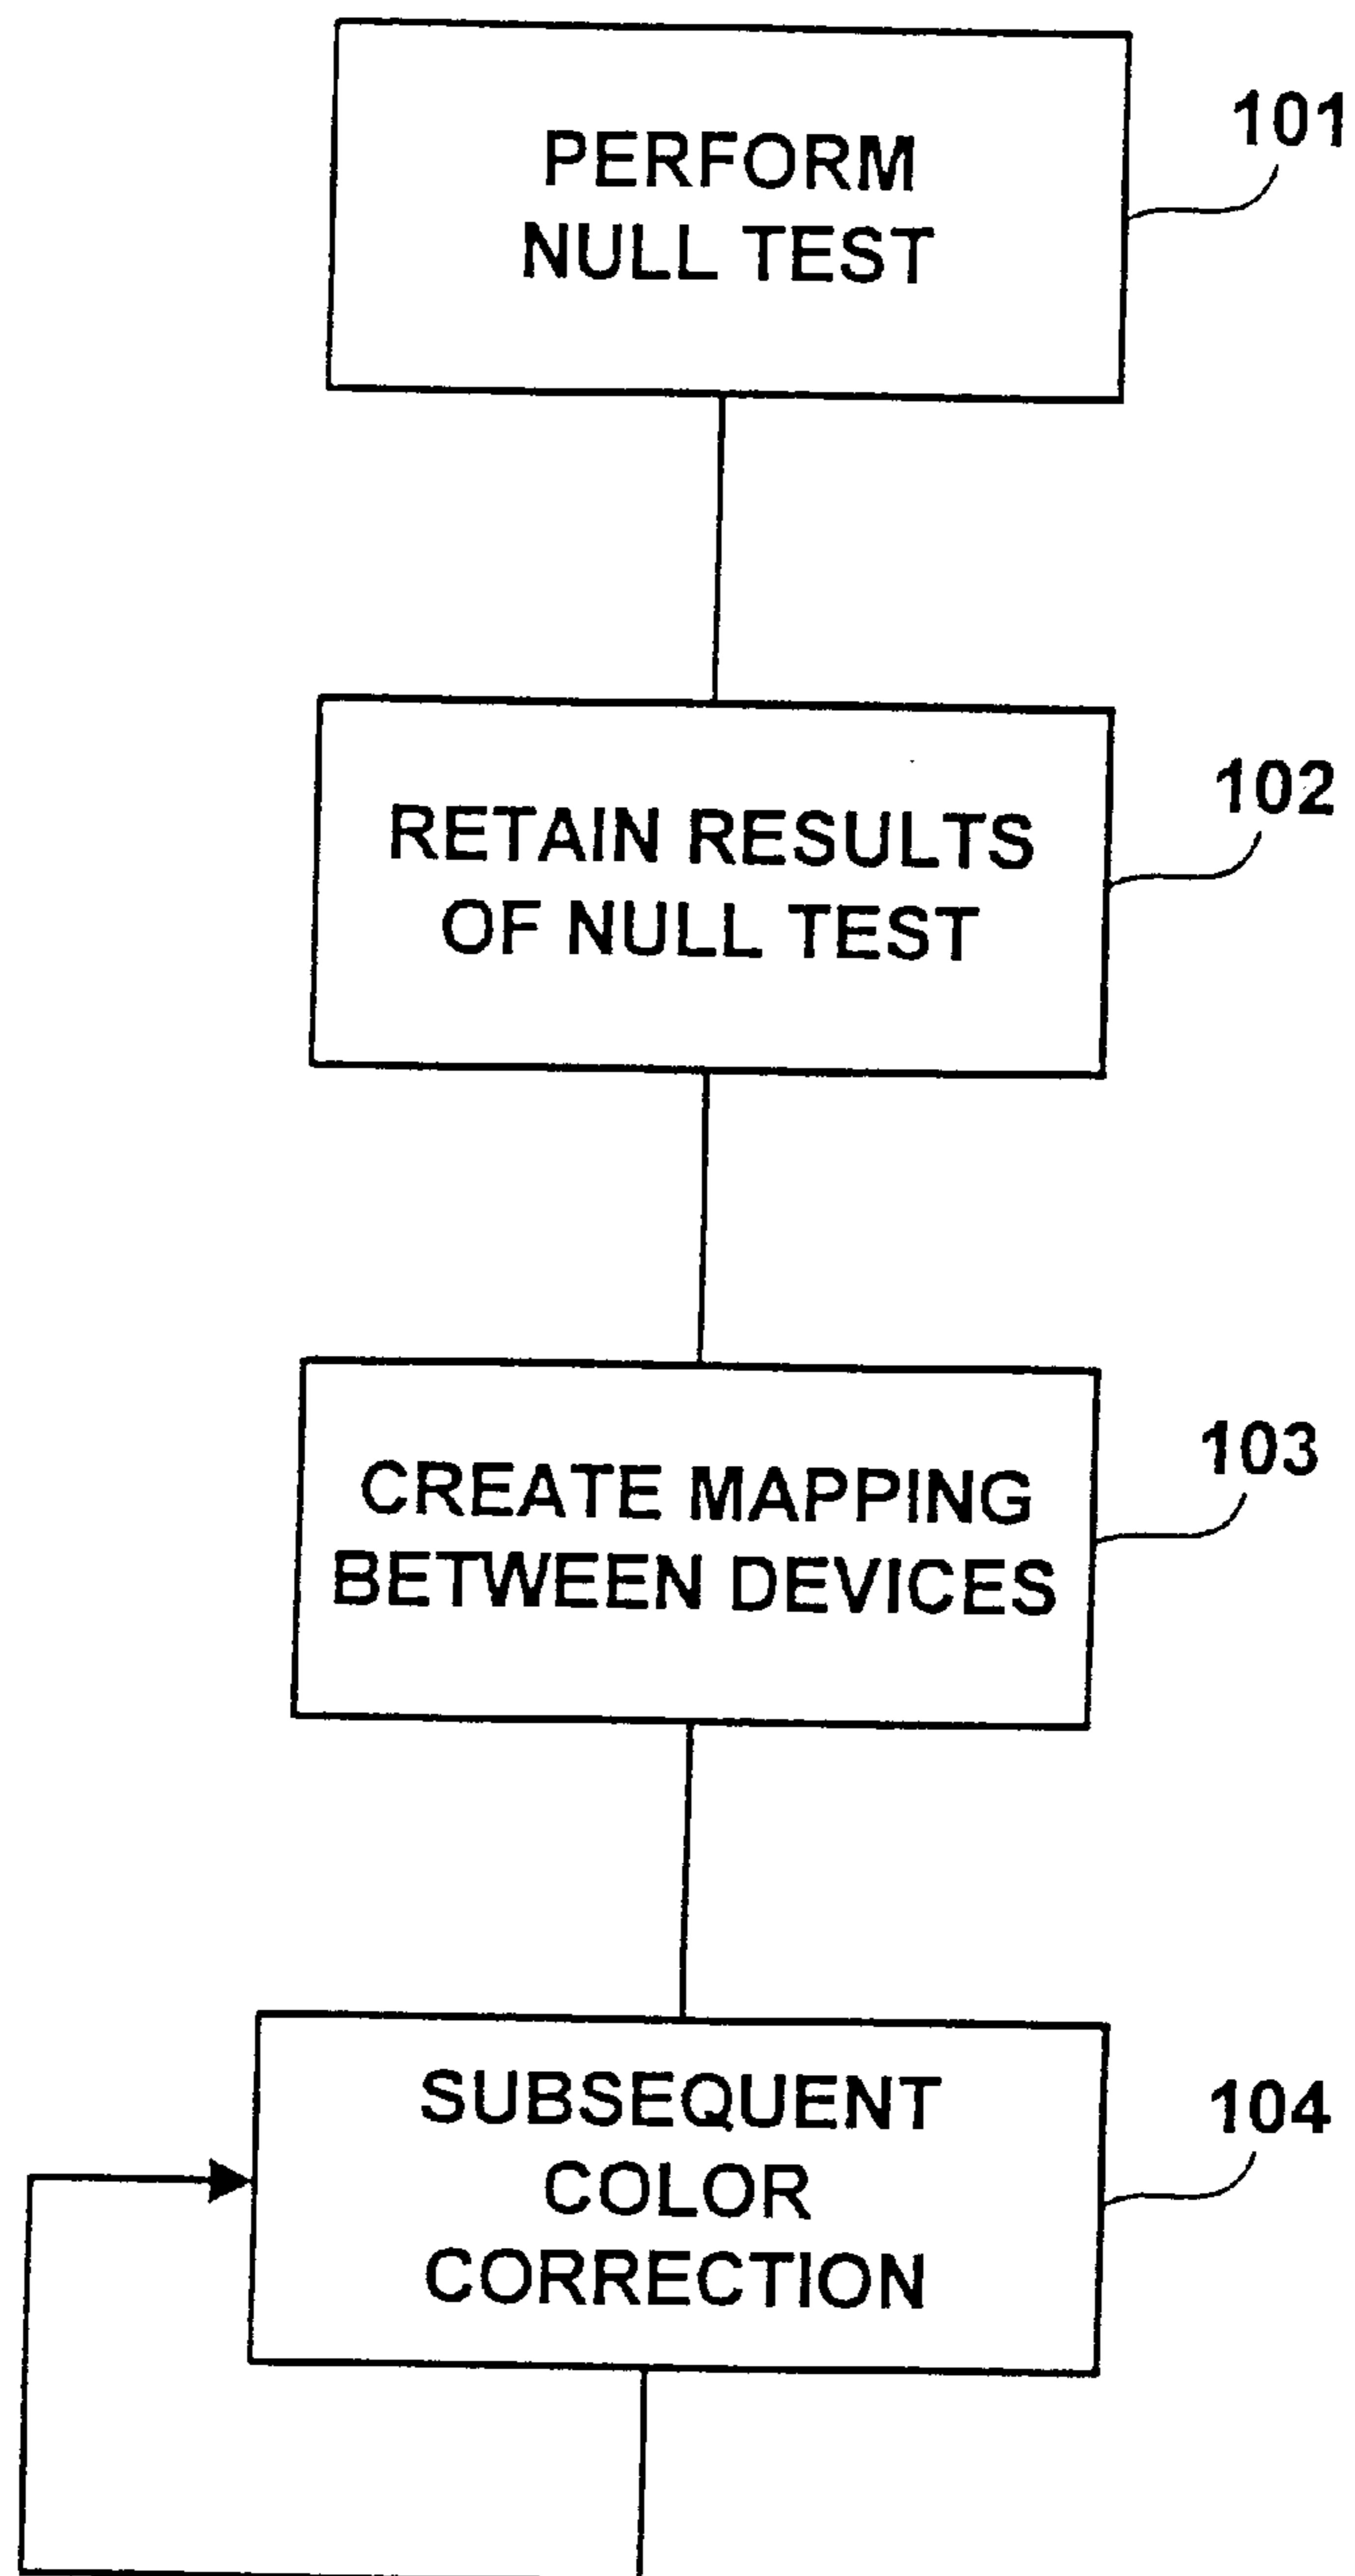 PERFORM
NULL TEST
101
RETAIN RESULTS
OF NULL TEST
102
CREATE MAPPING
BETWEEN DEVICES
103
SUBSEQUENT
COLOR
CORRECTION
104